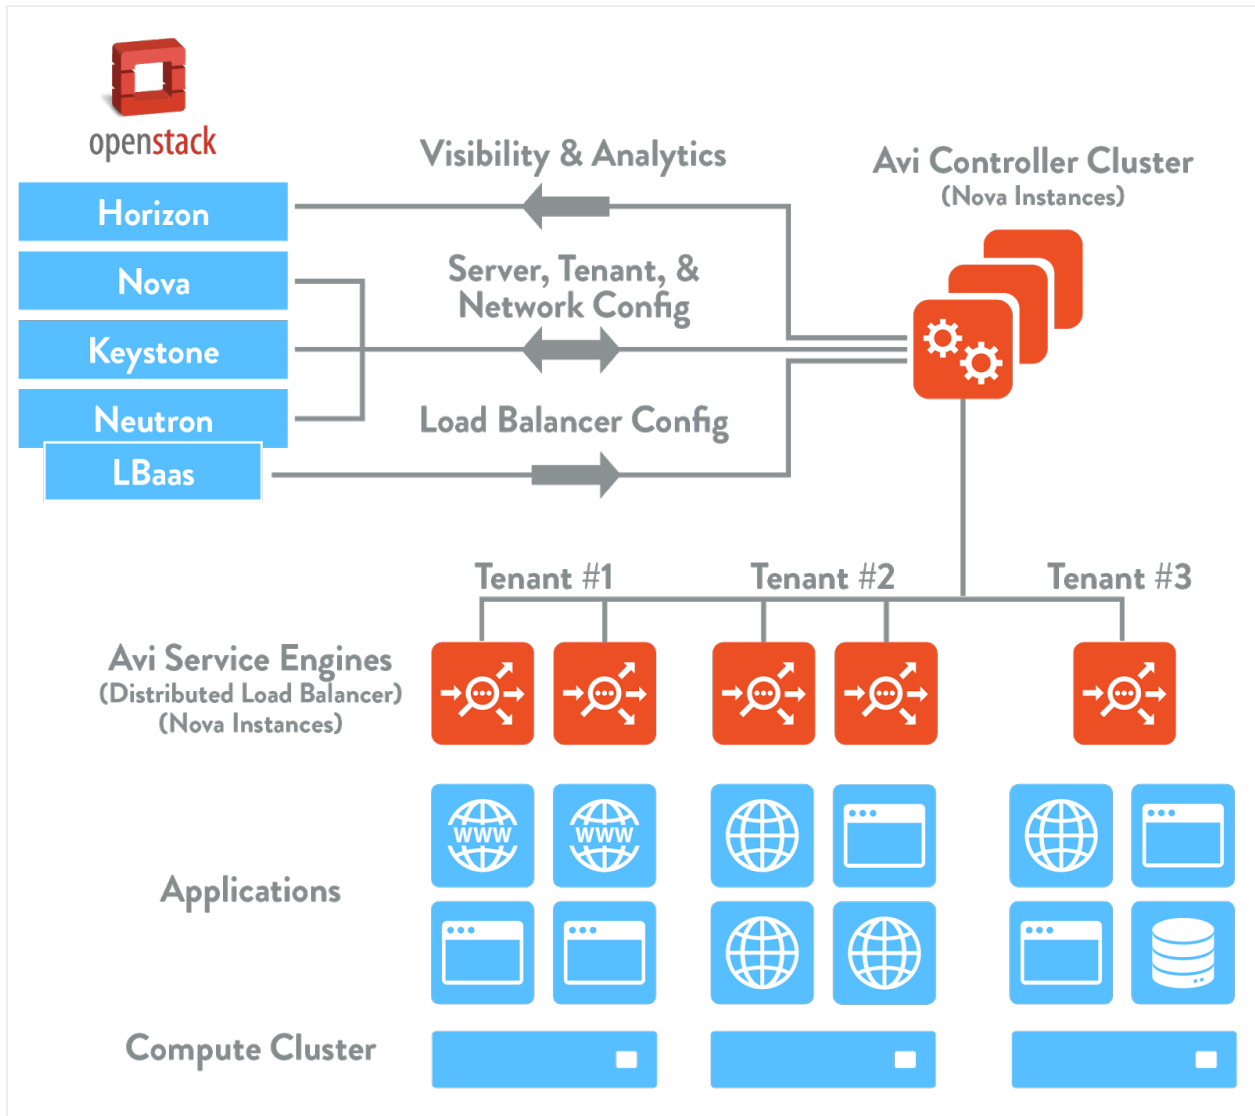 openstack
Visibility & Analytics
Avi Controller Cluster
(Nova Instances)
Horizon
Nova
Server, Tenant, &
Network Config
Keystone
Neutron
Load Balancer Config
LBaas
Tenant #1
Tenant #2
Tenant #3
Avi Service Engines
(Distributed Load Balancer)
(Nova Instances)
WWW
WWW
Applications
Compute Cluster